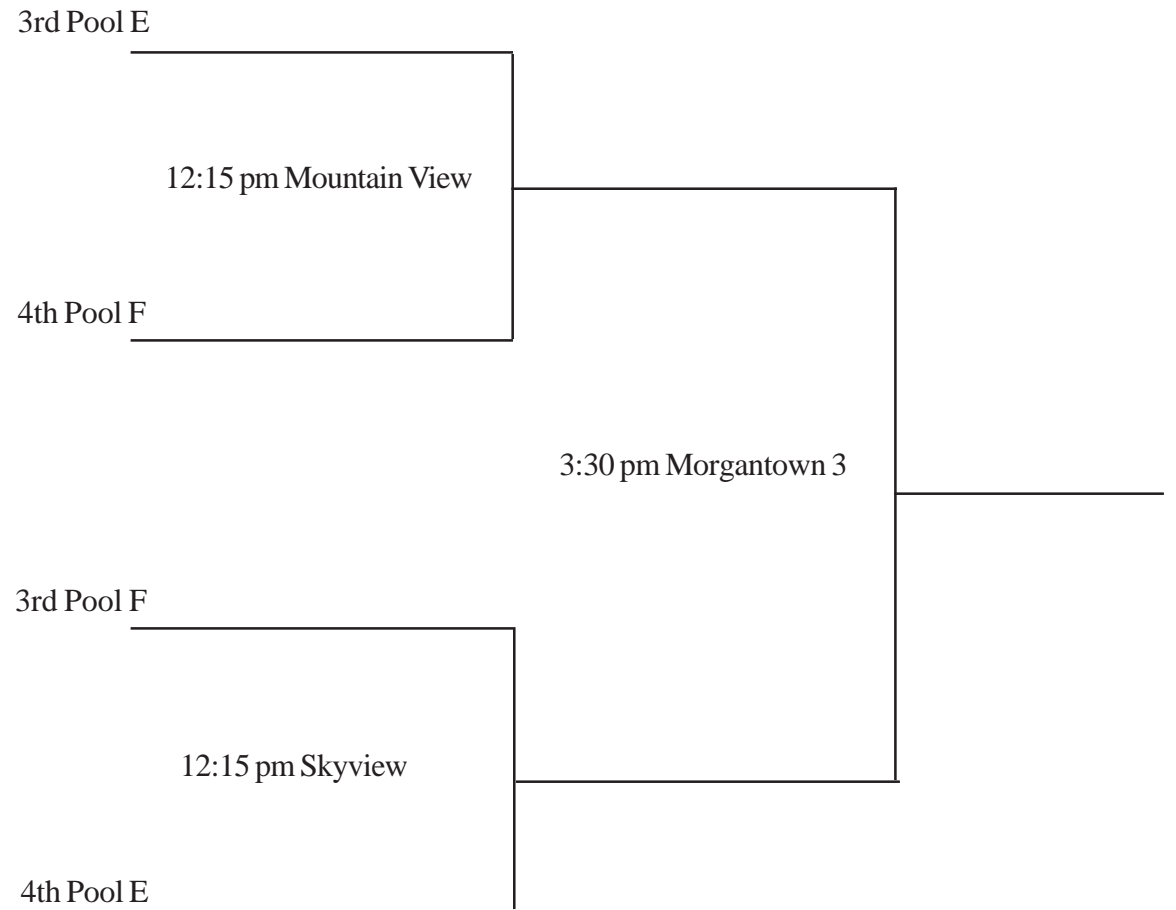 3rd Pool E
12:15 pm Mountain View
4th Pool F
3:30 pm Morgantown 3
3rd Pool F
12:15 pm Skyview
4th Pool E